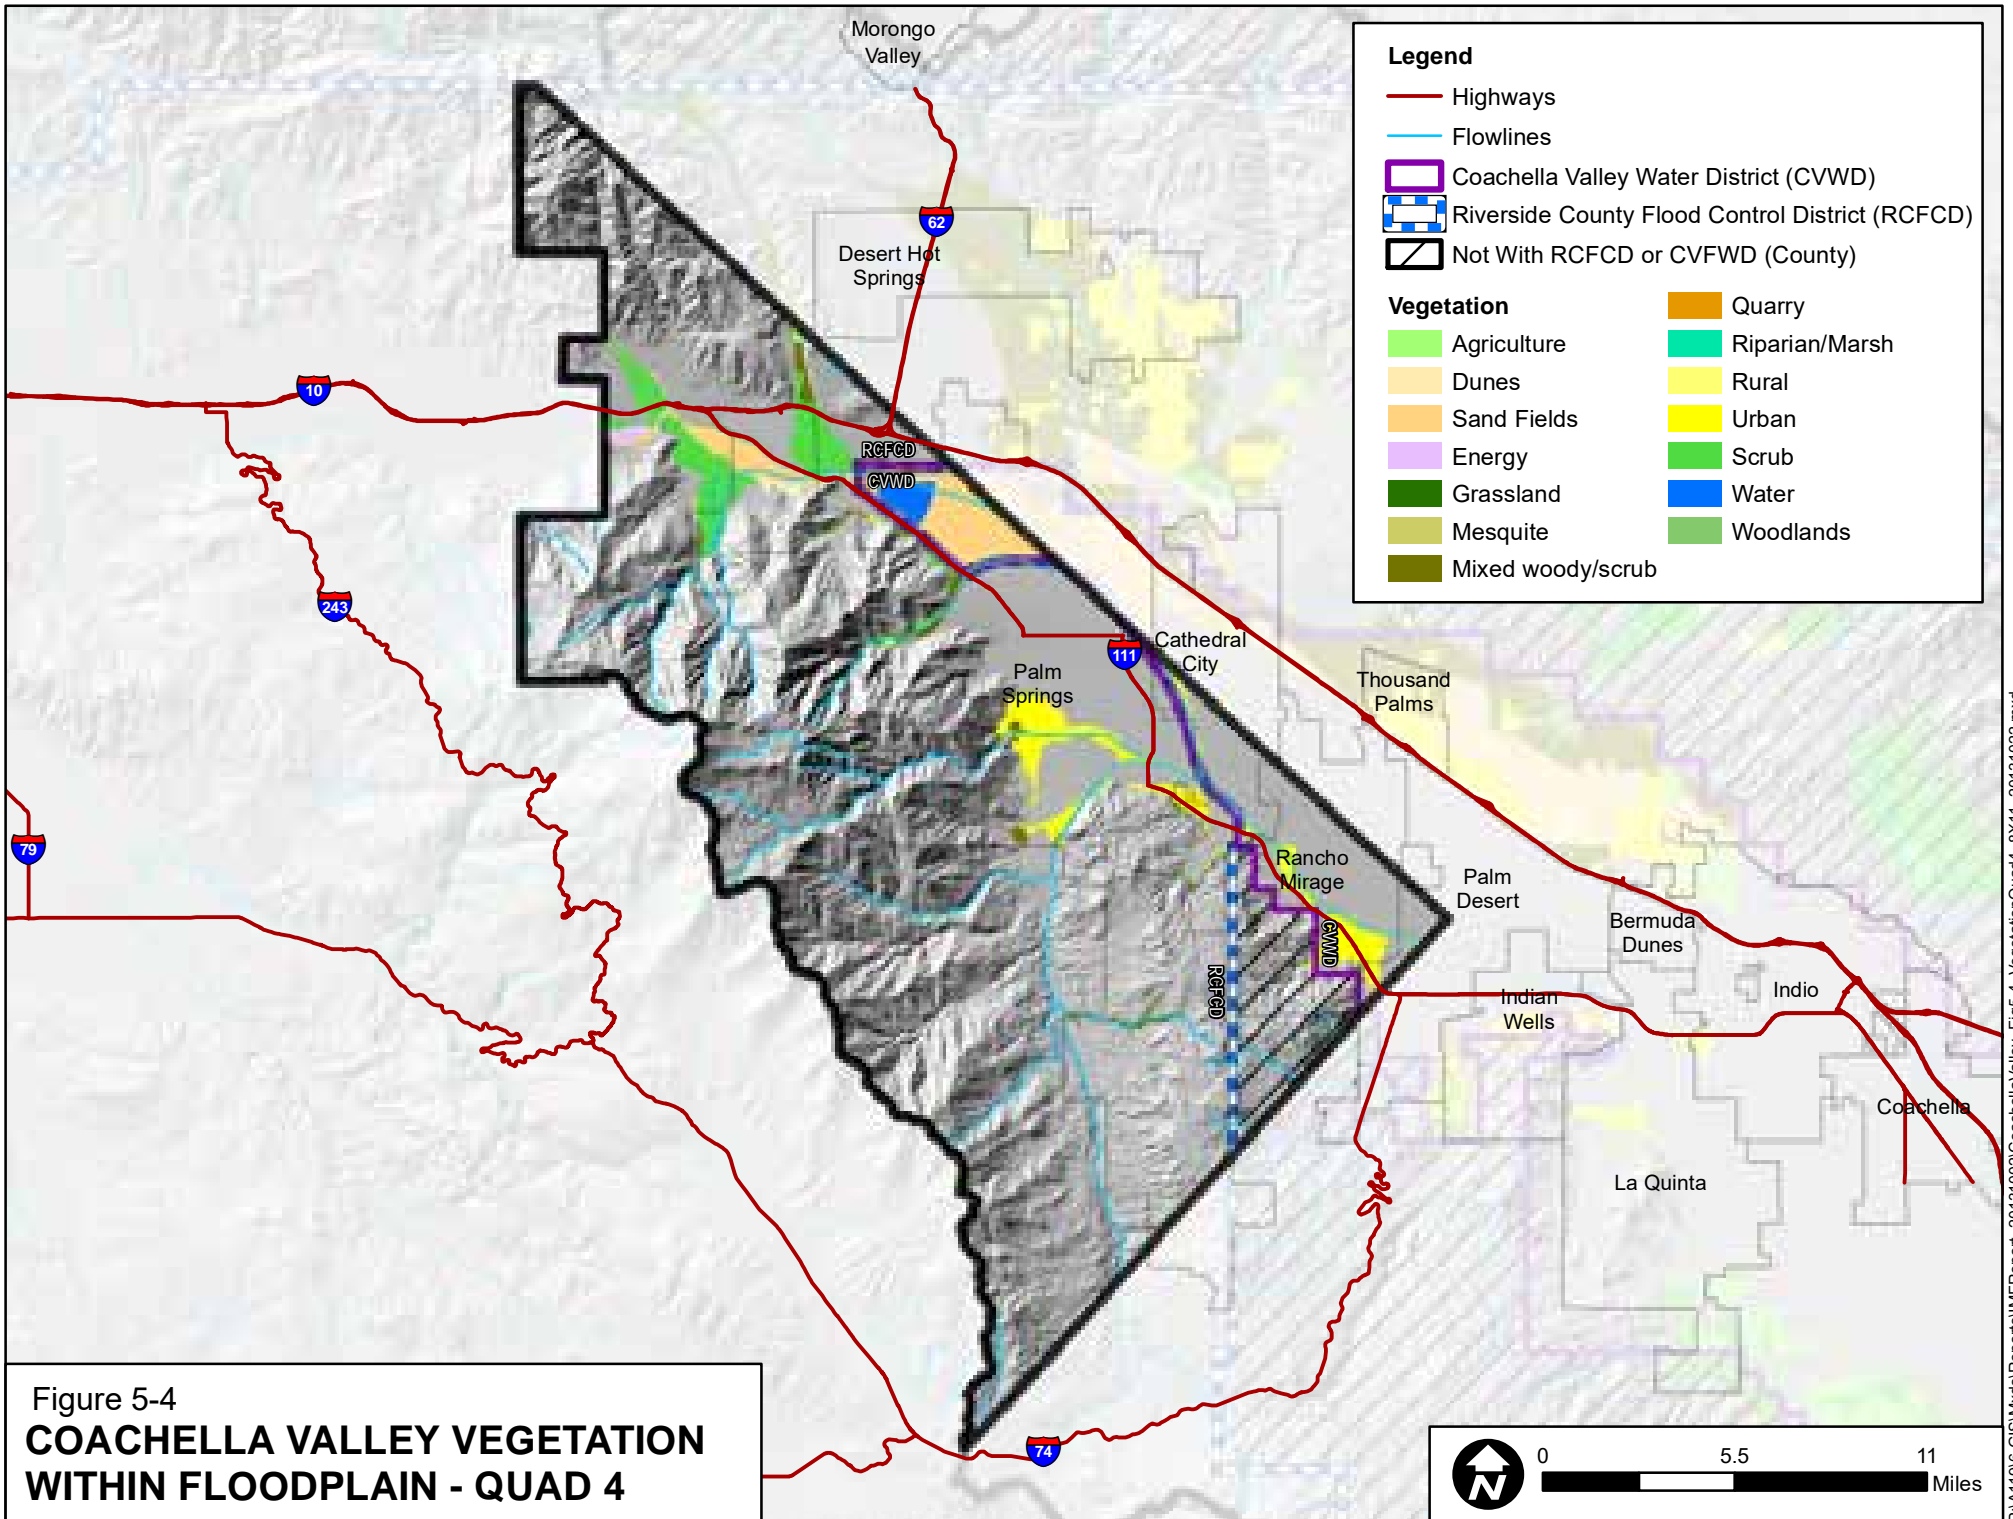 Morongo
Valley
Legend
Highways
Flowlines
Coachella Valley Water District (CVWD)
Riverside County Flood Control District (RCFCD)
Not With RCFCD or CVFWD (County)
Vegetation
Agriculture
Dunes
Sand Fields
Energy
Grassland
Mesquite
Mixed woody/scrub
Quarry
Riparian/Marsh
Rural
Urban
Scrub
Water
Woodlands
62
Desert Hot
Springs
10
RCFCD
CVWD
243
111
Cathedral
City
Palm
Springs
Thousand
Palms
79
Rancho
Mirage
Palm
Desert
Bermuda
Dunes
CVWD
RCFCD
Indian
Wells
Indio
Coachella
La Quinta
74
Figure 5-4
COACHELLA VALLEY VEGETATION
WITHIN FLOODPLAIN - QUAD 4
N
0 5.5 11
Miles